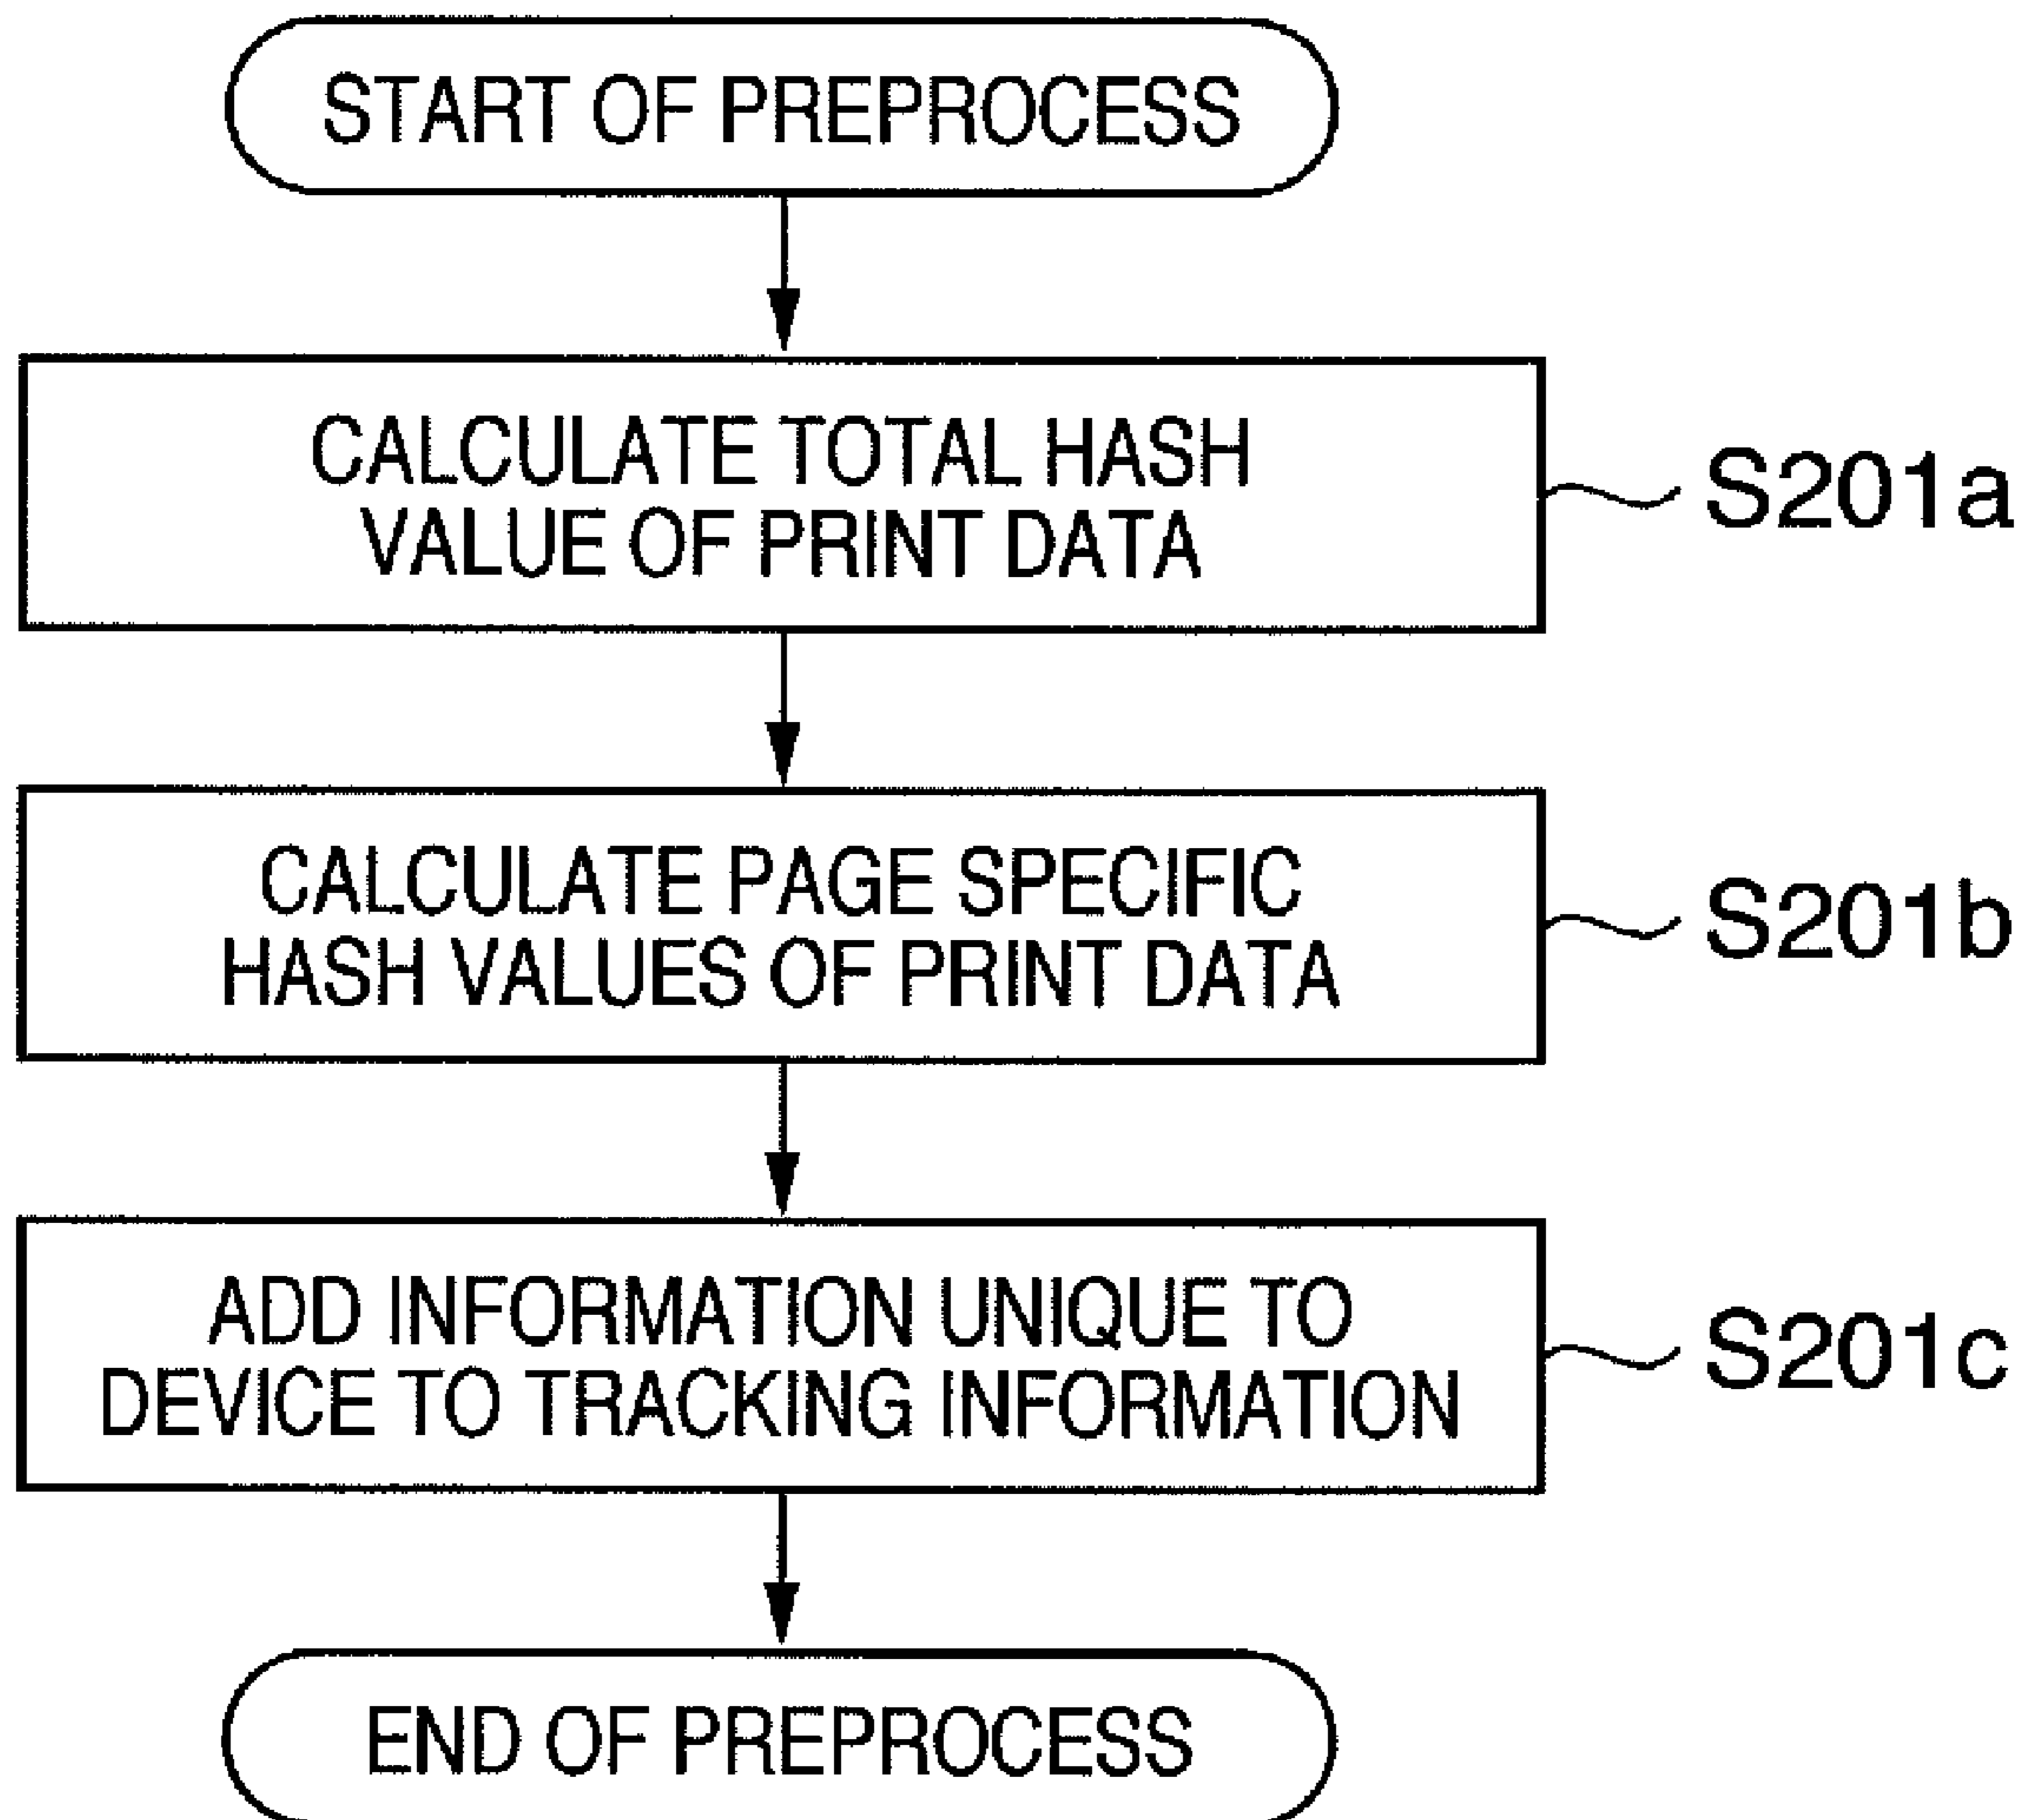 START OF PREPROCESS
CALCULATE TOTAL HASH
VALUE OF PRINT DATA
S201a
CALCULATE PAGE SPECIFIC
HASH VALUES OF PRINT DATA
S201b
ADD INFORMATION UNIQUE TO
DEVICE TO TRACKING INFORMATION
S201c
END OF PREPROCESS